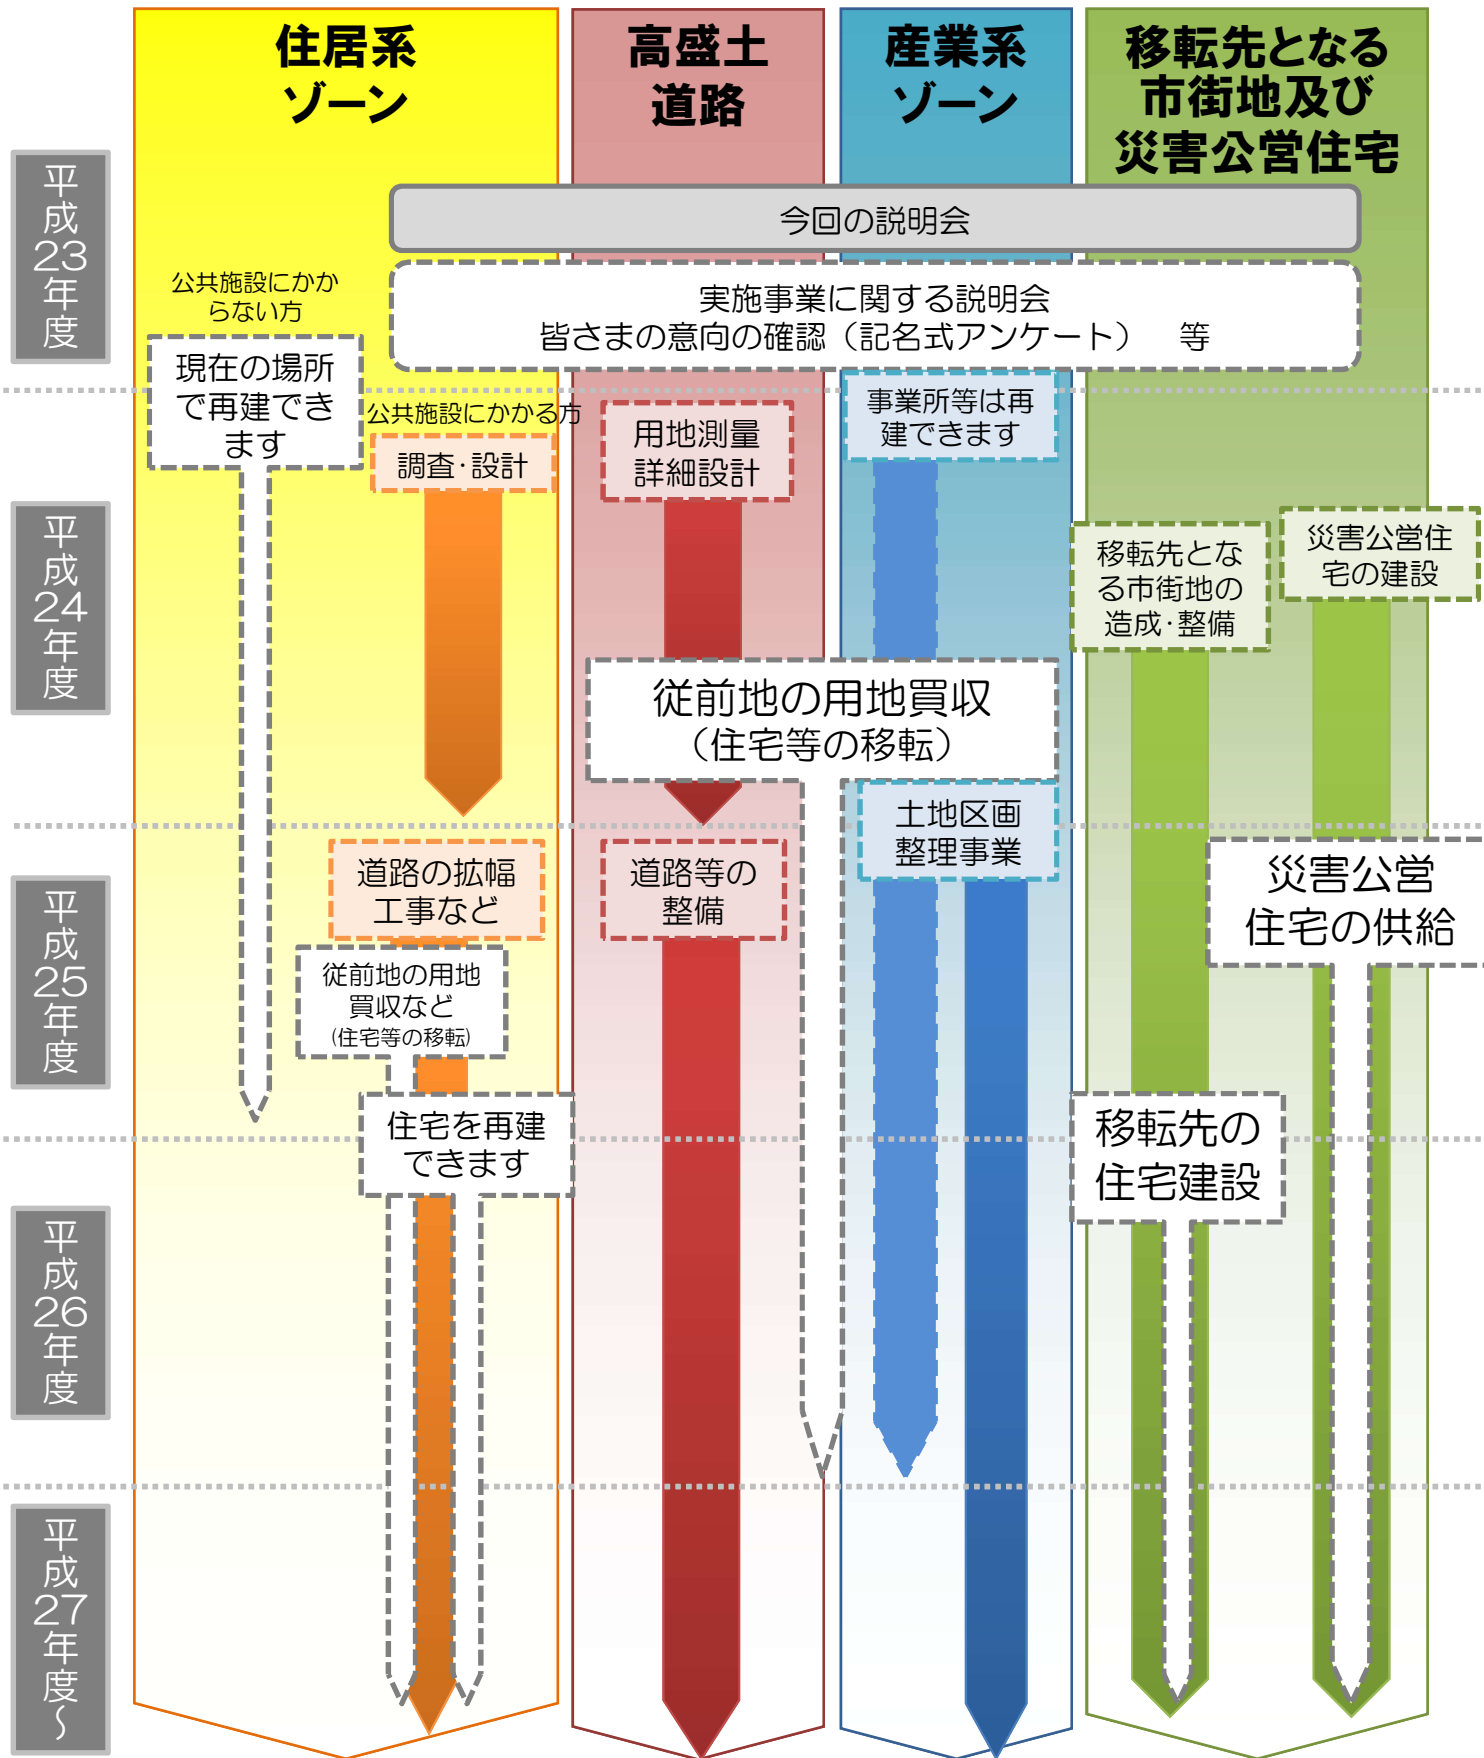 住居系
ゾーン
高盛土
道路
産業系
ゾーン
移転先となる
市街地及び
災害公営住宅
平成23年度
今回の説明会
実施事業に関する説明会
皆さまの意向の確認（記名式アンケート）　等
公共施設にかか
らない方
現在の場所
で再建でき
ます
公共施設にかかる方
調査・設計
用地測量
詳細設計
事業所等は再
建できます
平成24年度
移転先とな
る市街地の
造成・整備
災害公営住
宅の建設
従前地の用地買収
（住宅等の移転）
土地区画
整理事業
平成25年度
道路の拡幅
工事など
道路等の
整備
災害公営
住宅の供給
従前地の用地
買収など
(住宅等の移転)
住宅を再建
できます
移転先の
住宅建設
平成26年度
平成27年度～